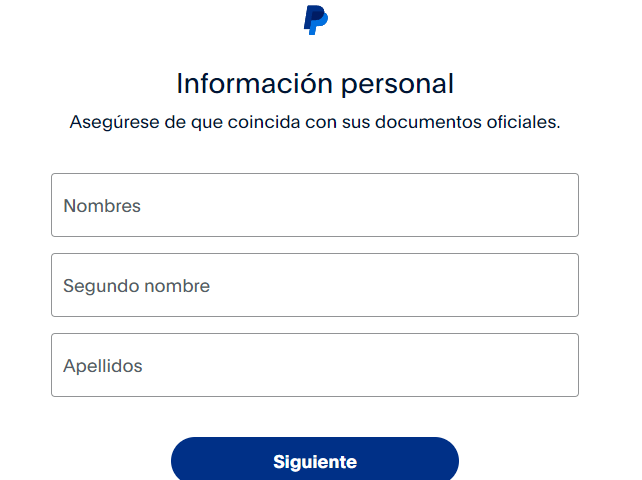 Información personal
Asegúrese de que coincida con sus documentos oficiales.
Nombres
Segundo nombre
Apellidos
Siguiente